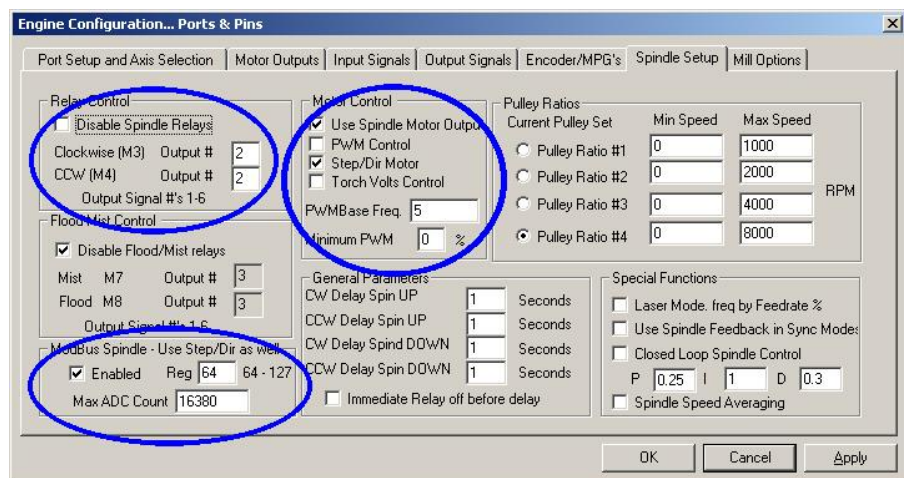 Engine Configuration... Ports & Pins
Port Setup and Axis Selection Motor Outputs Input Signals Output Signals Encoder/MPG's Spindle Setup Mill Options
Relay Control
Disable Spindle Relays
Clockwise (M3) Output # 2
CCW (M4) Output # 2
Output Signal #'s 1-6
Flood Mist Control
Disable Flood/Mist relays
Mist M7 Output # 3
Flood M8 Output # 3
Output Signal #'s 1-6
ModBus Spindle - Use Step/Dir as well
Enabled Reg 64 64 - 127
Max ADC Count 16380
Motor Control
Use Spindle Motor Output
PWM Control
Step/Dir Motor
Torch Volts Control
PWMBase Freq. 5
Minimum PWM 0 %
General Parameters
CW Delay Spin UP 1 Seconds
CCW Delay Spin UP 1 Seconds
CW Delay Spind DOWN 1 Seconds
CCW Delay Spin DOWN 1 Seconds
Immediate Relay off before delay
Pulley Ratios
Current Pulley Set Min Speed Max Speed
Pulley Ratio #1 0 1000
Pulley Ratio #2 0 2000
Pulley Ratio #3 0 4000
Pulley Ratio #4 0 8000
RPM
Special Functions
Laser Mode. freq by Feedrate %
Use Spindle Feedback in Sync Modes
Closed Loop Spindle Control
P 0.25 I 1 D 0.3
Spindle Speed Averaging
OK Cancel Apply